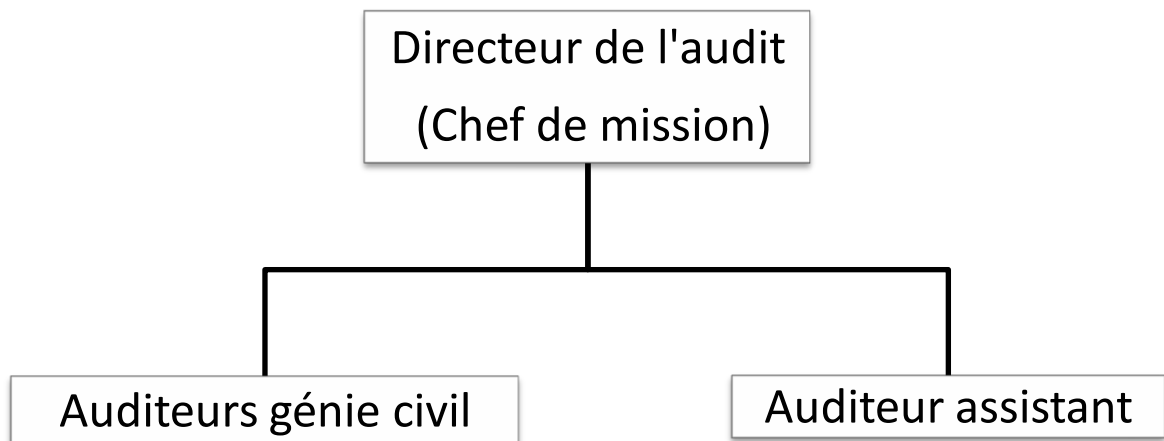 Directeur de l'audit
(Chef de mission)
Auditeurs génie civil
Auditeur assistant